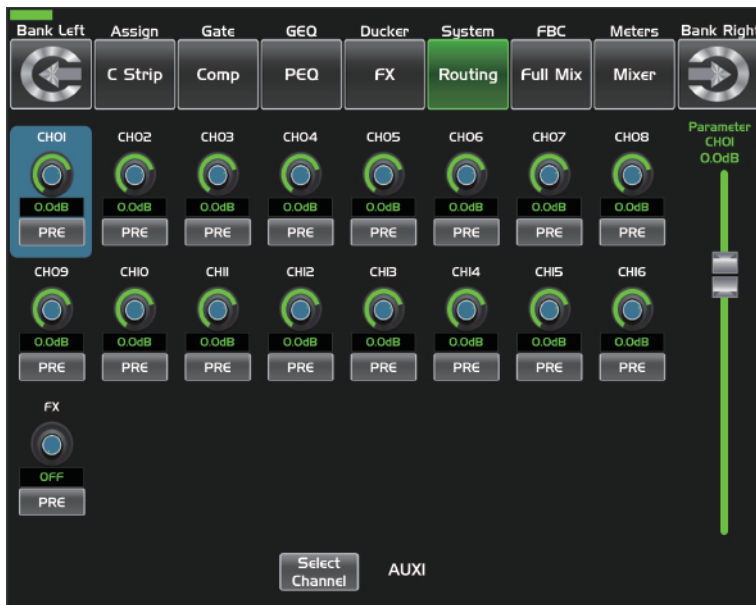 Bank Left Assign Gate GEQ Ducker System FBC Meters Bank Right
C Strip Comp PEQ FX Routing Full Mix Mixer
Parameter
CH01
0.0dB
CH01 CH02 CH03 CH04 CH05 CH06 CH07 CH08
0.0dB 0.0dB 0.0dB 0.0dB 0.0dB 0.0dB 0.0dB 0.0dB
PRE PRE PRE PRE PRE PRE PRE PRE
CH09 CH10 CH11 CH12 CH13 CH14 CH15 CH16
0.0dB 0.0dB 0.0dB 0.0dB 0.0dB 0.0dB 0.0dB 0.0dB
PRE PRE PRE PRE PRE PRE PRE PRE
FX
OFF
PRE
Select
Channel
AUX1